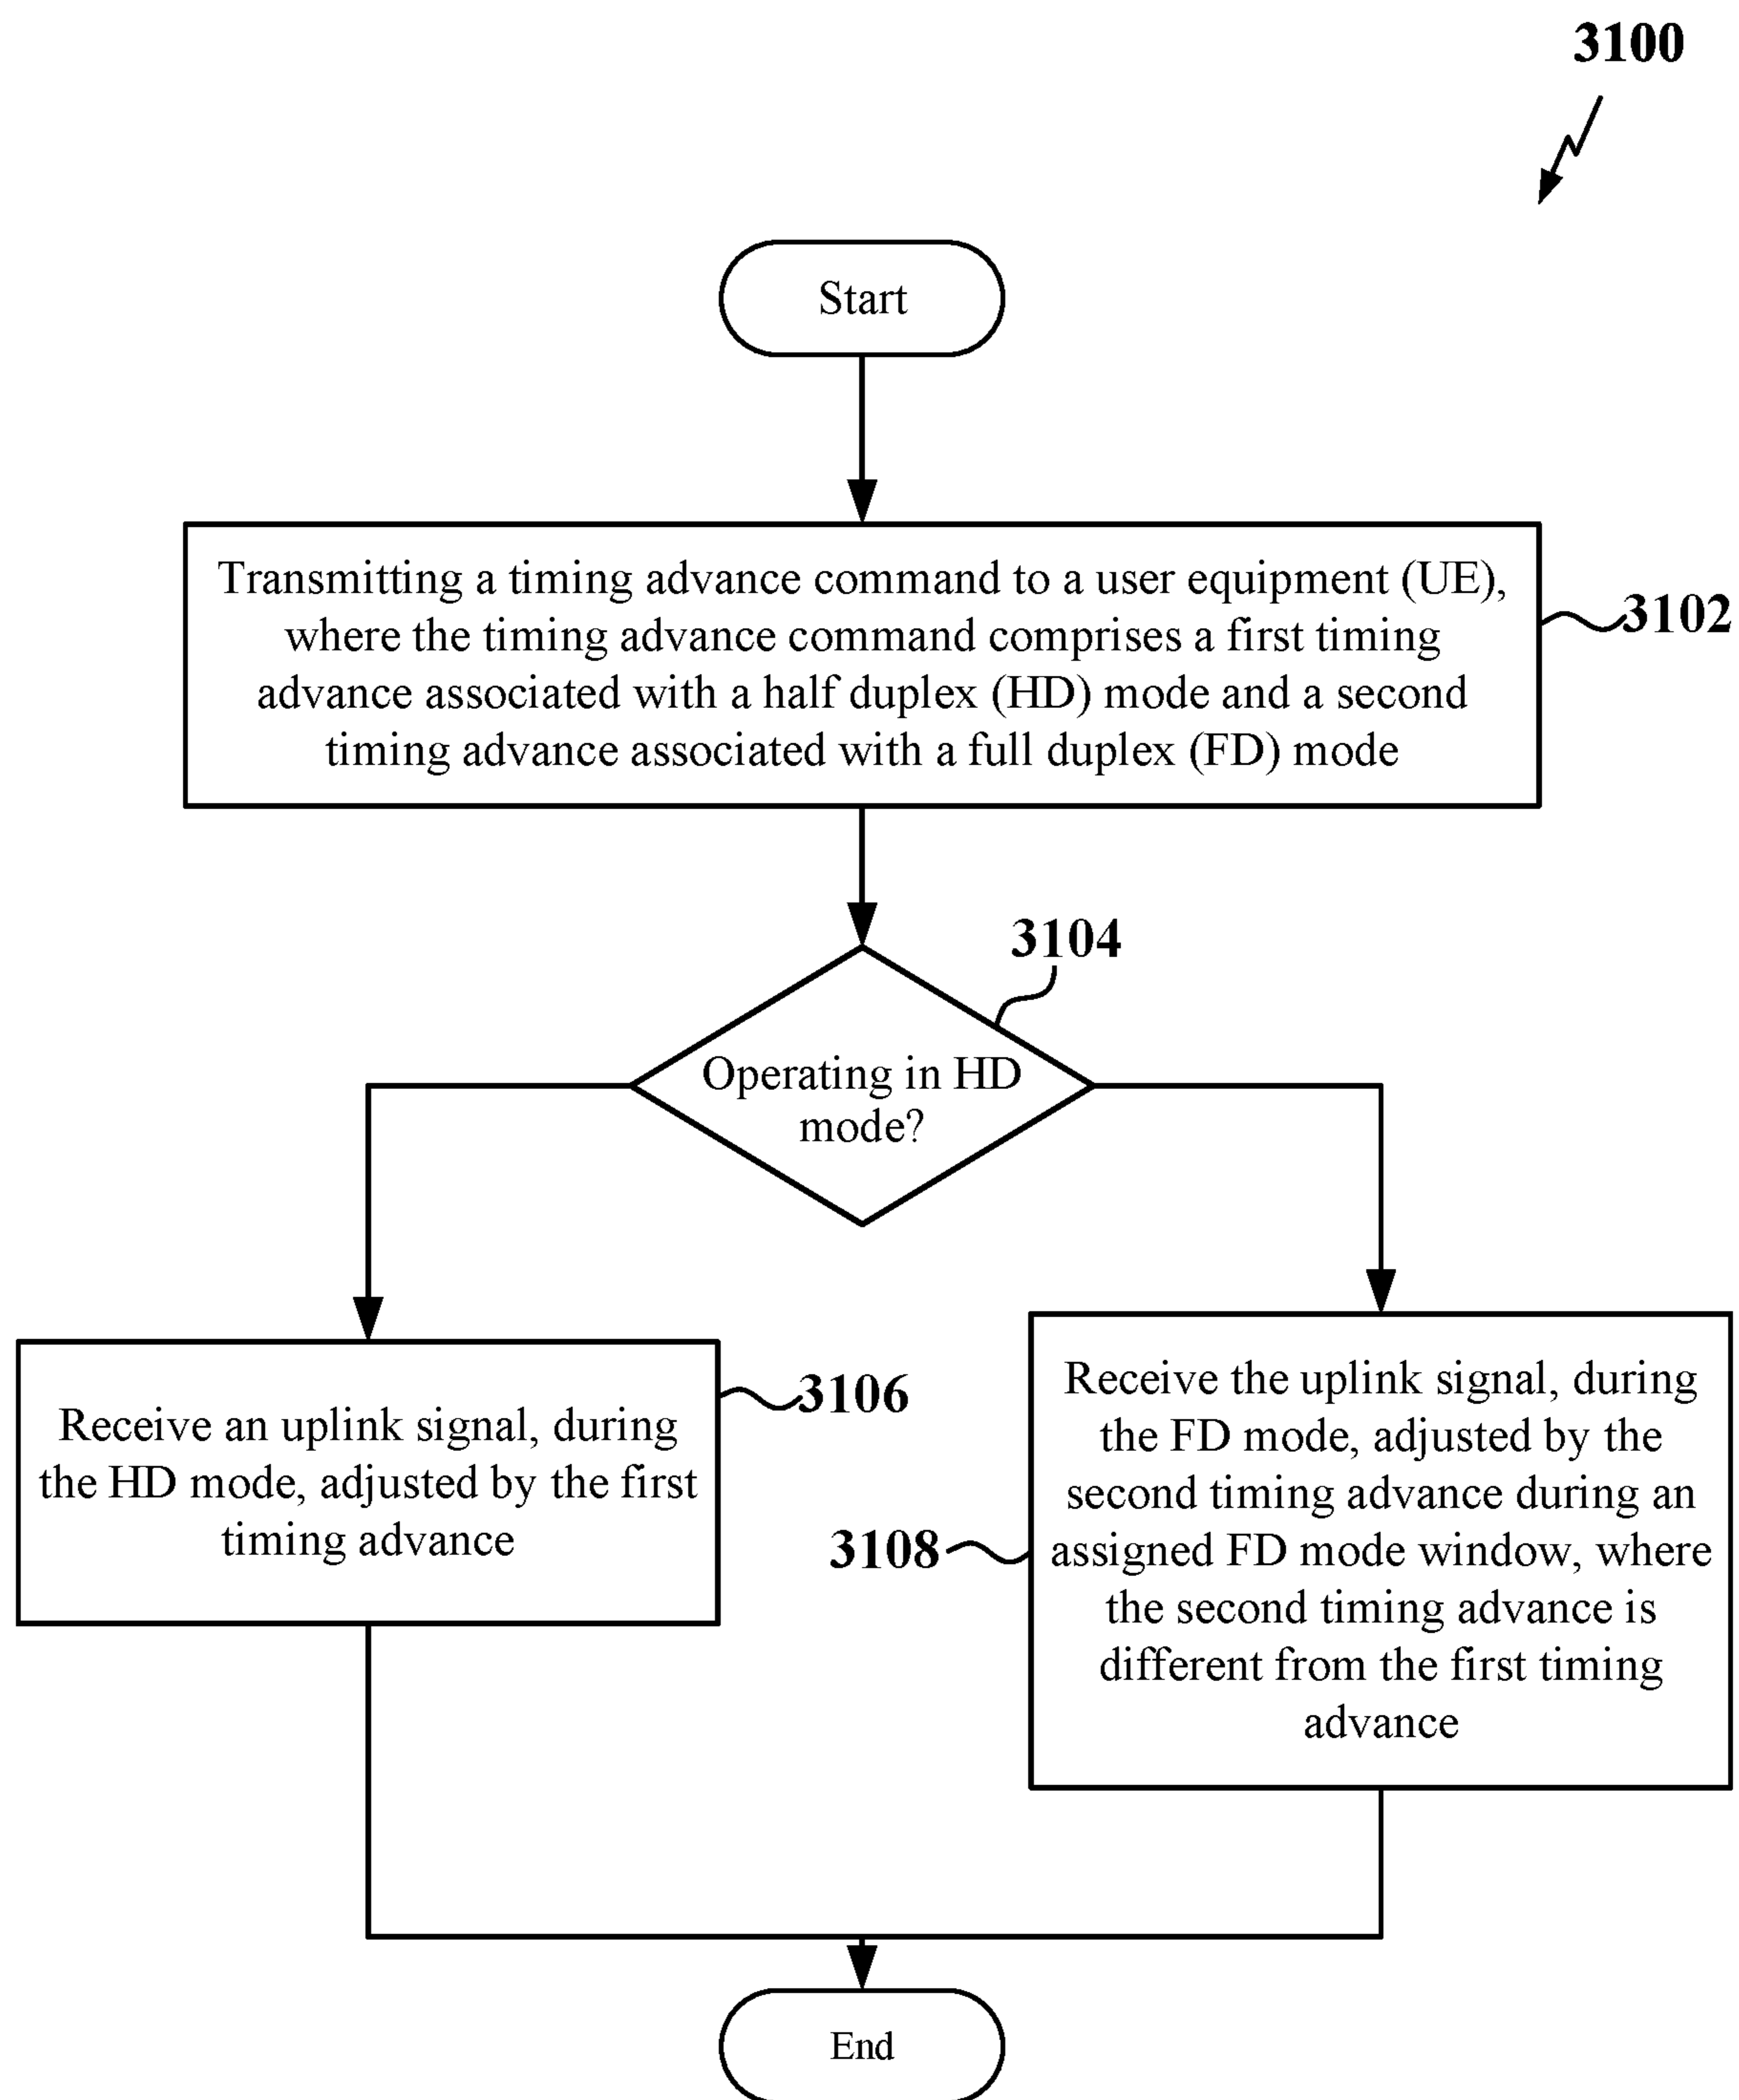 3100
Start
Transmitting a timing advance command to a user equipment (UE),
where the timing advance command comprises a first timing
advance associated with a half duplex (HD) mode and a second
timing advance associated with a full duplex (FD) mode
3102
3104
Operating in HD
mode?
Receive an uplink signal, during
the HD mode, adjusted by the first
timing advance
3106
Receive the uplink signal, during
the FD mode, adjusted by the
second timing advance during an
assigned FD mode window, where
the second timing advance is
different from the first timing
advance
3108
End